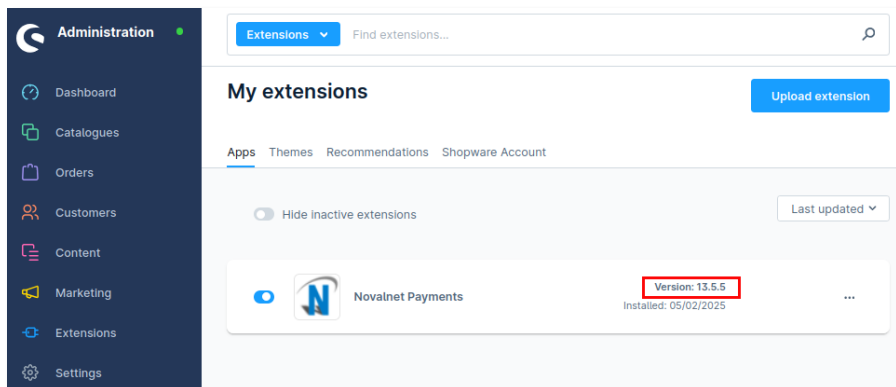 Administration
Extensions
Find extensions...
Dashboard
Catalogues
Orders
Customers
Content
Marketing
Extensions
Settings
My extensions
Upload extension
Apps Themes Recommendations Shopware Account
Hide inactive extensions
Last updated
N
Novalnet Payments
Version: 13.5.5
Installed: 05/02/2025